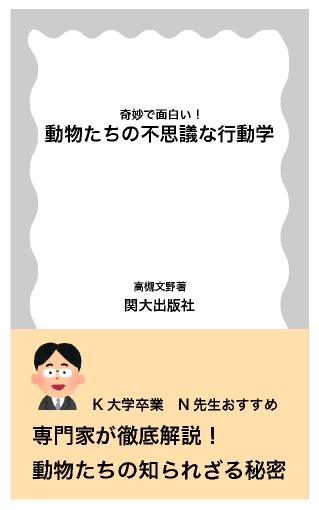 奇妙で面白い！
動物たちの不思議な行動学
高槻文野著
関大出版社
K大学卒業　N先生おすすめ
専門家が徹底解説！
動物たちの知られざる秘密